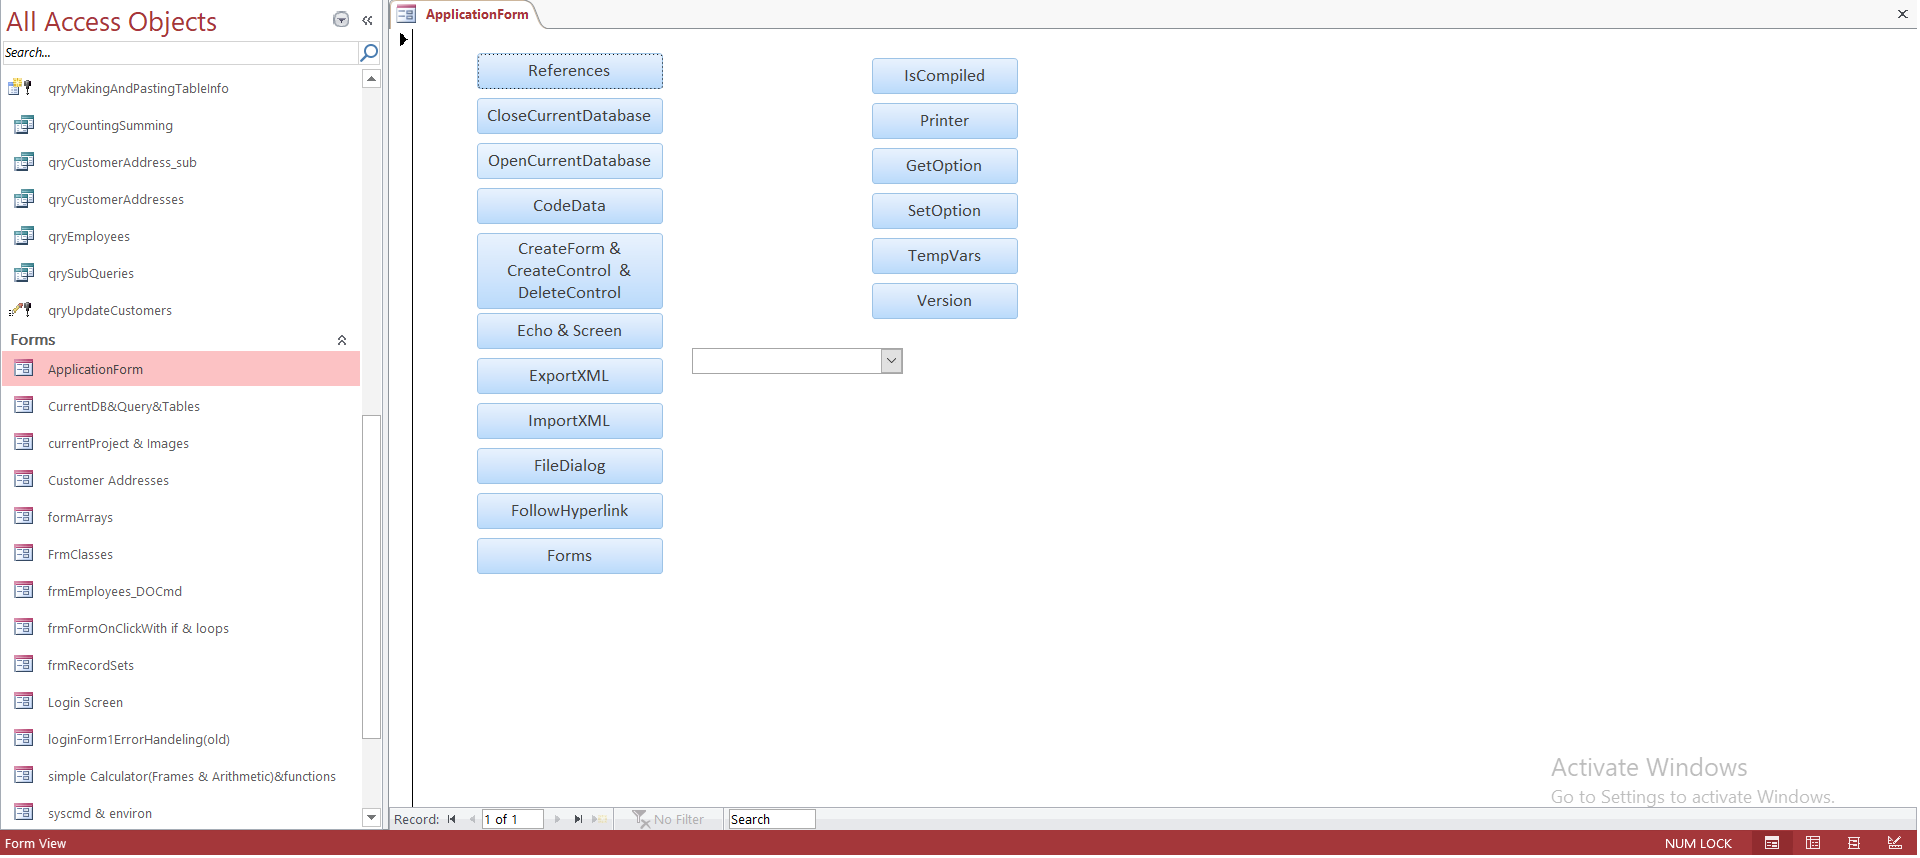 All Access Objects
Search...
qryMakingAndPastingTableInfo
qryCountingSumming
qryCustomerAddress_sub
qryCustomerAddresses
qryEmployees
qrySubQueries
qryUpdateCustomers
Forms
ApplicationForm
CurrentDB&Query&Tables
currentProject & Images
Customer Addresses
formArrays
FrmClasses
frmEmployees_DOCmd
frmFormOnClickWith if & loops
frmRecordSets
Login Screen
loginForm1ErrorHandeling(old)
simple Calculator(Frames & Arithmetic)&functions
syscmd & environ
ApplicationForm
References
CloseCurrentDatabase
OpenCurrentDatabase
CodeData
CreateForm &
CreateControl &
DeleteControl
Echo & Screen
ExportXML
ImportXML
FileDialog
FollowHyperlink
Forms
IsCompiled
Printer
GetOption
SetOption
TempVars
Version
Activate Windows
Go to Settings to activate Windows.
Record: 1 of 1 No Filter Search
Form View
NUM LOCK